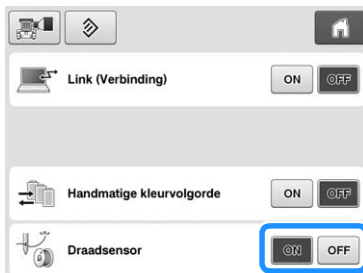 Link (Verbinding) ON OFF
Handmatige kleurvolgorde ON OFF
Draadsensor ON OFF